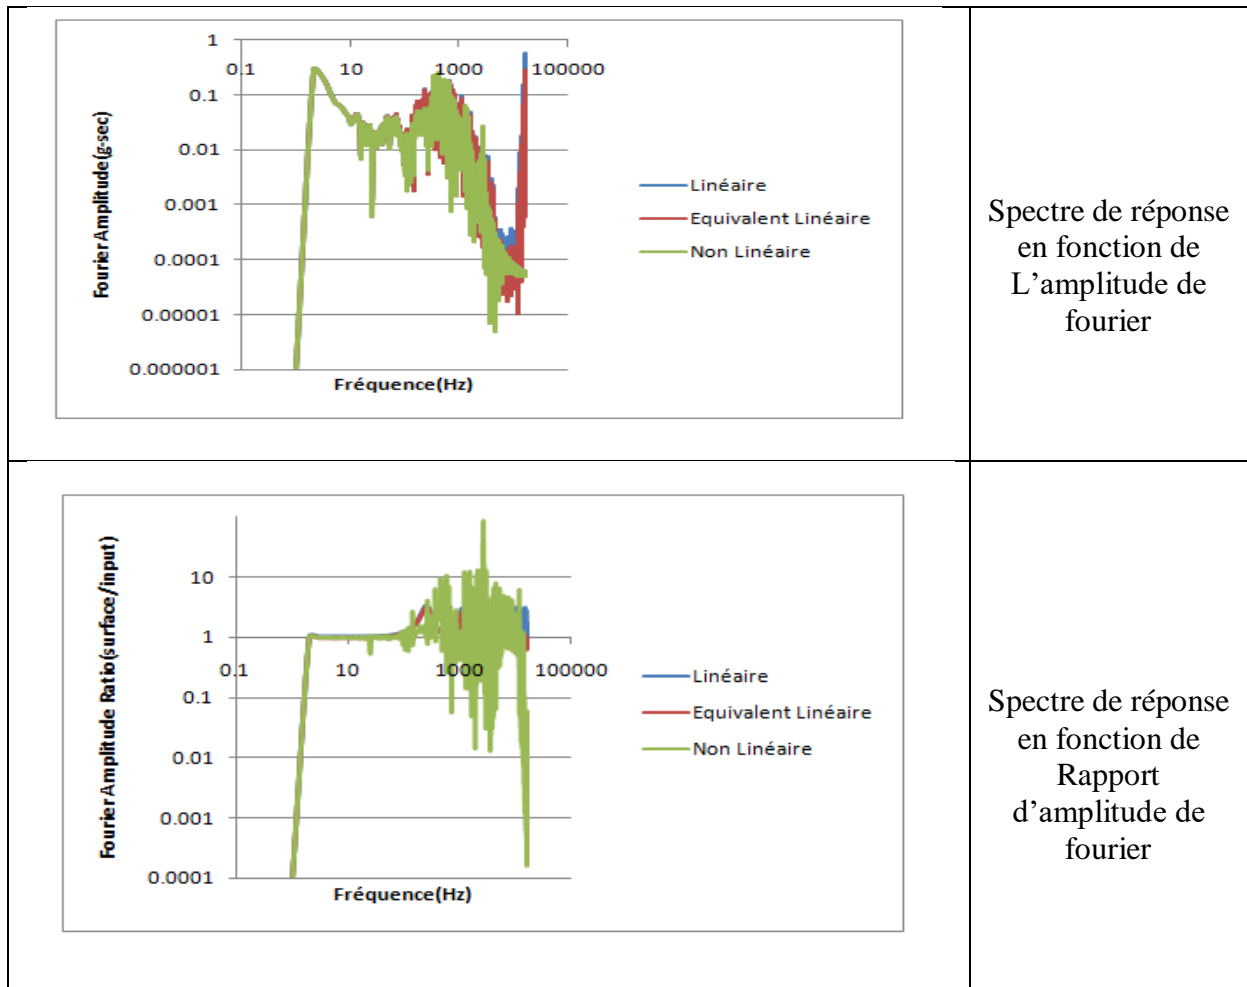 1
0.1
10
1000
100000
0.1
0.01
0.001
0.0001
0.00001
0.000001
Fourier Amplitude(g-sec)
Fréquence(Hz)
Linéaire
Equivalent Linéaire
Non Linéaire
Spectre de réponse
en fonction de
L’amplitude de
fourier
10
1
0.1
10
1000
100000
0.1
0.01
0.001
0.0001
Fourier Amplitude Ratio(surface/input)
Fréquence(Hz)
Linéaire
Equivalent Linéaire
Non Linéaire
Spectre de réponse
en fonction de
Rapport
d’amplitude de
fourier